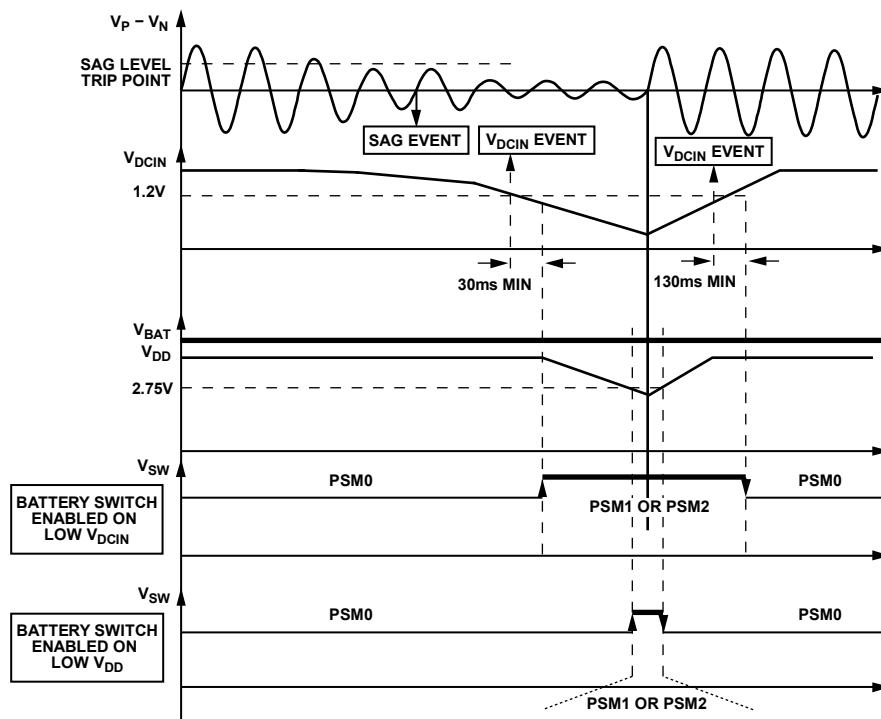 VP – VN
SAG LEVEL
TRIP POINT
SAG EVENT
VDCIN EVENT
VDCIN EVENT
VDCIN
1.2V
30ms MIN
130ms MIN
VBAT
VDD
2.75V
VSW
PSM0
PSM0
BATTERY SWITCH
ENABLED ON
LOW VDCIN
PSM1 OR PSM2
VSW
PSM0
PSM0
BATTERY SWITCH
ENABLED ON
LOW VDD
PSM1 OR PSM2